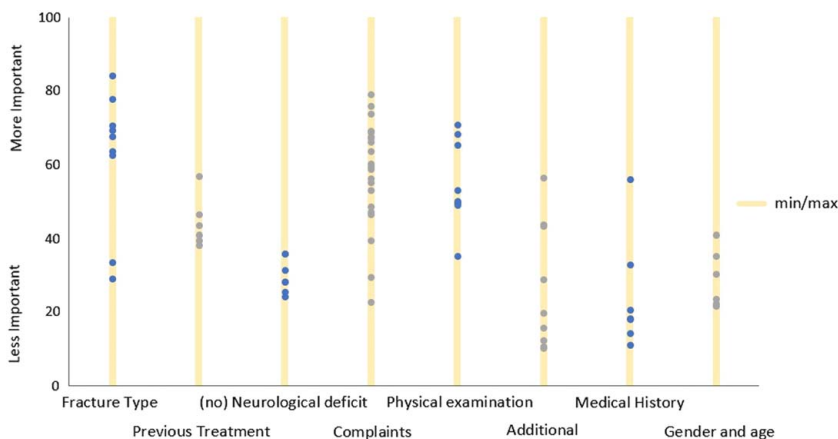 100
80
60
40
20
0
More Important
Less Important
min/max
Fracture Type (no) Neurological deficit Physical examination Medical History
Previous Treatment Complaints Additional Gender and age